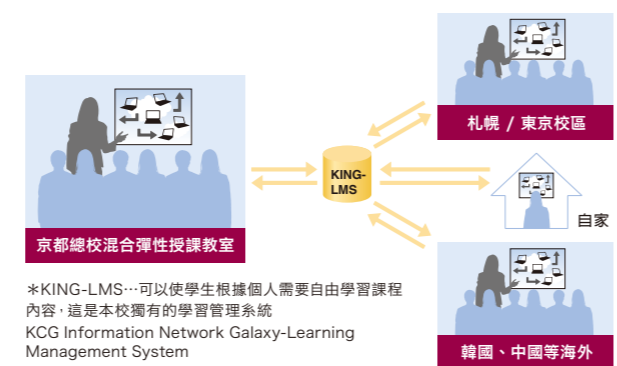 札幌 / 東京校區
KING-
LMS
自家
京都總校混合彈性授課教室
＊KING-LMS…可以使學生根據個人需要自由學習課程
內容，這是本校獨有的學習管理系統
KCG Information Network Galaxy-Learning
Management System
韓國、中國等海外